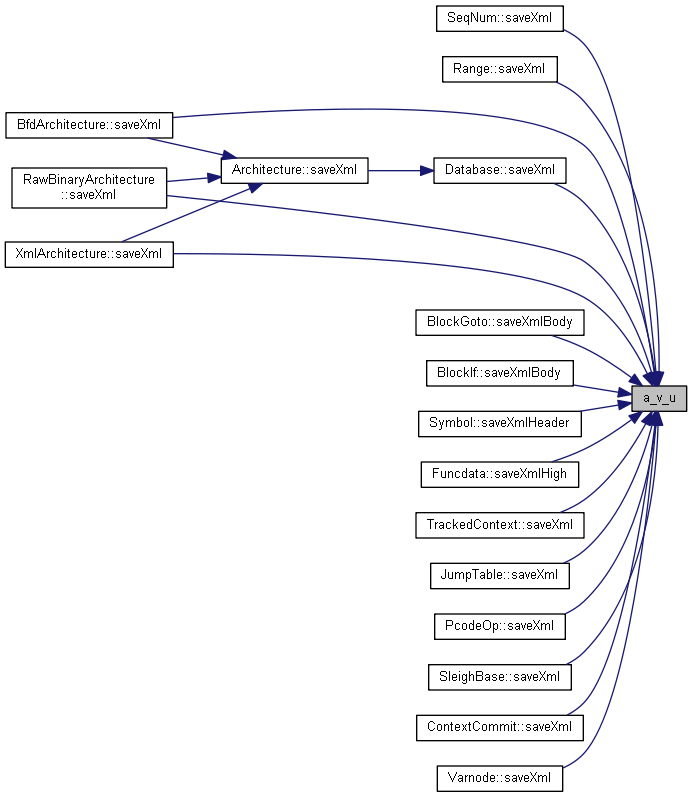 SeqNum::saveXml
Range::saveXml
BfdArchitecture::saveXml
Architecture::saveXml
Database::saveXml
RawBinaryArchitecture
::saveXml
XmlArchitecture::saveXml
BlockGoto::saveXmlBody
BlockIf::saveXmlBody
a_v_u
Symbol::saveXmlHeader
Funcdata::saveXmlHigh
TrackedContext::saveXml
JumpTable::saveXml
PcodeOp::saveXml
SleighBase::saveXml
ContextCommit::saveXml
Varnode::saveXml